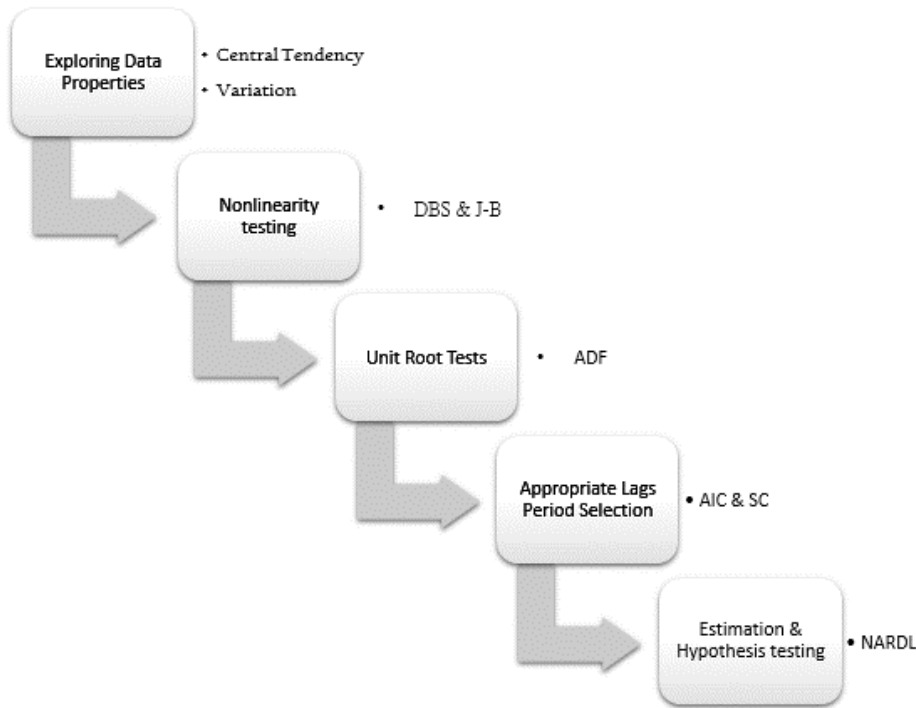 Exploring Data
Properties
• Central Tendency
• Variation
Nonlinearity
testing
• DBS & J-B
Unit Root Tests
• ADF
Appropriate Lags
Period Selection
• AIC & SC
Estimation &
Hypothesis testing
• NARDL